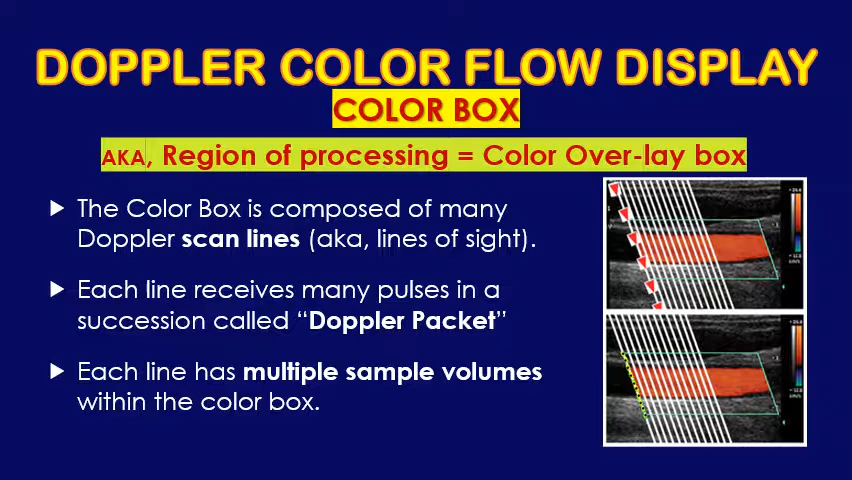 DOPPLER COLOR FLOW DISPLAY
COLOR BOX
AKA, Region of processing = Color Over-lay box
The Color Box is composed of many
Doppler scan lines (aka, lines of sight).
Each line receives many pulses in a
succession called “Doppler Packet”
Each line has multiple sample volumes
within the color box.